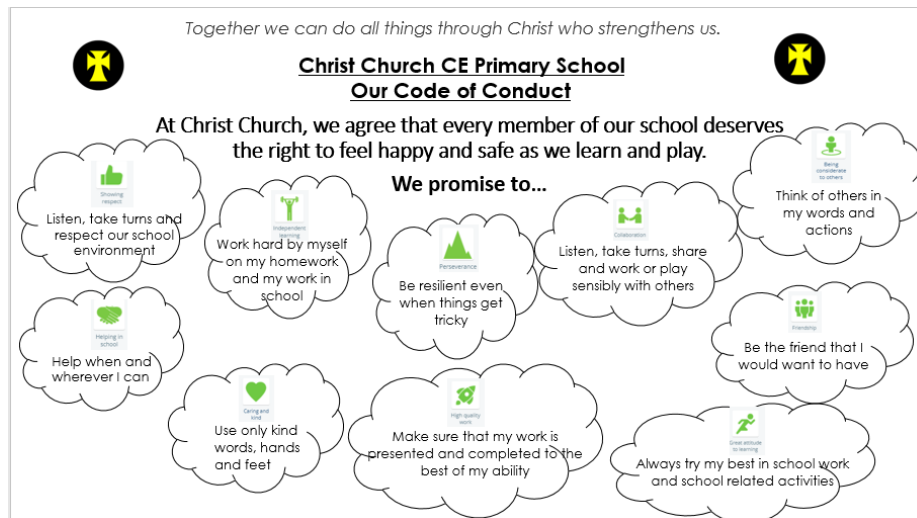 Together we can do all things through Christ who strengthens us.
Christ Church CE Primary School
Our Code of Conduct
At Christ Church, we agree that every member of our school deserves
the right to feel happy and safe as we learn and play.
We promise to...
Showing
respect
Listen, take turns and
respect our school
environment
Independent
learning
Work hard by myself
on my homework
and my work in
school
Perseverance
Be resilient even
when things get
tricky
Collaboration
Listen, take turns, share
and work or play
sensibly with others
Being
considerate
to others
Think of others in
my words and
actions
Helping in
school
Help when and
wherever I can
Caring and
kind
Use only kind
words, hands
and feet
High quality
work
Make sure that my work is
presented and completed to the
best of my ability
Friendship
Be the friend that I
would want to have
Great attitude
to learning
Always try my best in school work
and school related activities